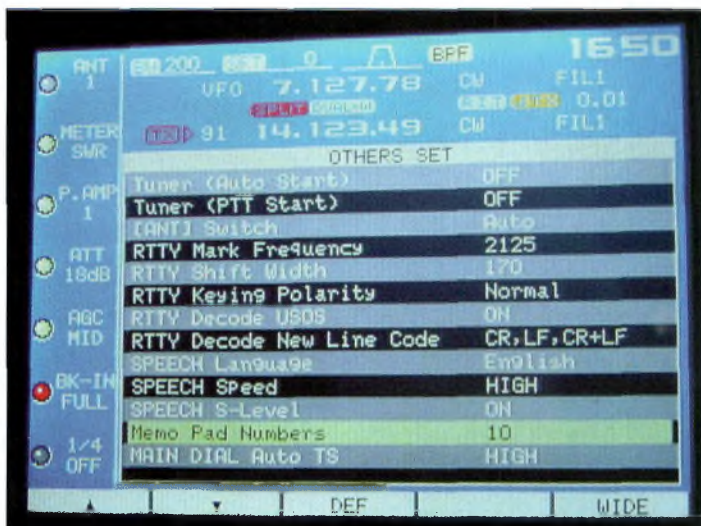 ANT 1
200 SET 0 BPF 1650
VFO 7.127.78 CW FIL1
SPLIT 0.01
METER SWR
TX 91 14.123.49 CW FIL1
OTHERS SET
Tuner (Auto Start) OFF
P.AMP 1
Tuner (PTT Start) OFF
[ANT] Switch Auto
RTTY Mark Frequency 2125
ATT 18dB
RTTY Shift Width 170
RTTY Keying Polarity Normal
AGC MID
RTTY Decode USOS ON
RTTY Decode New Line Code CR,LF,CR+LF
SPEECH Language English
BK-IN FULL
SPEECH Speed HIGH
SPEECH S-Level ON
Memo Pad Numbers 10
1/4 OFF
MAIN DIAL Auto TS HIGH
DEF WIDE